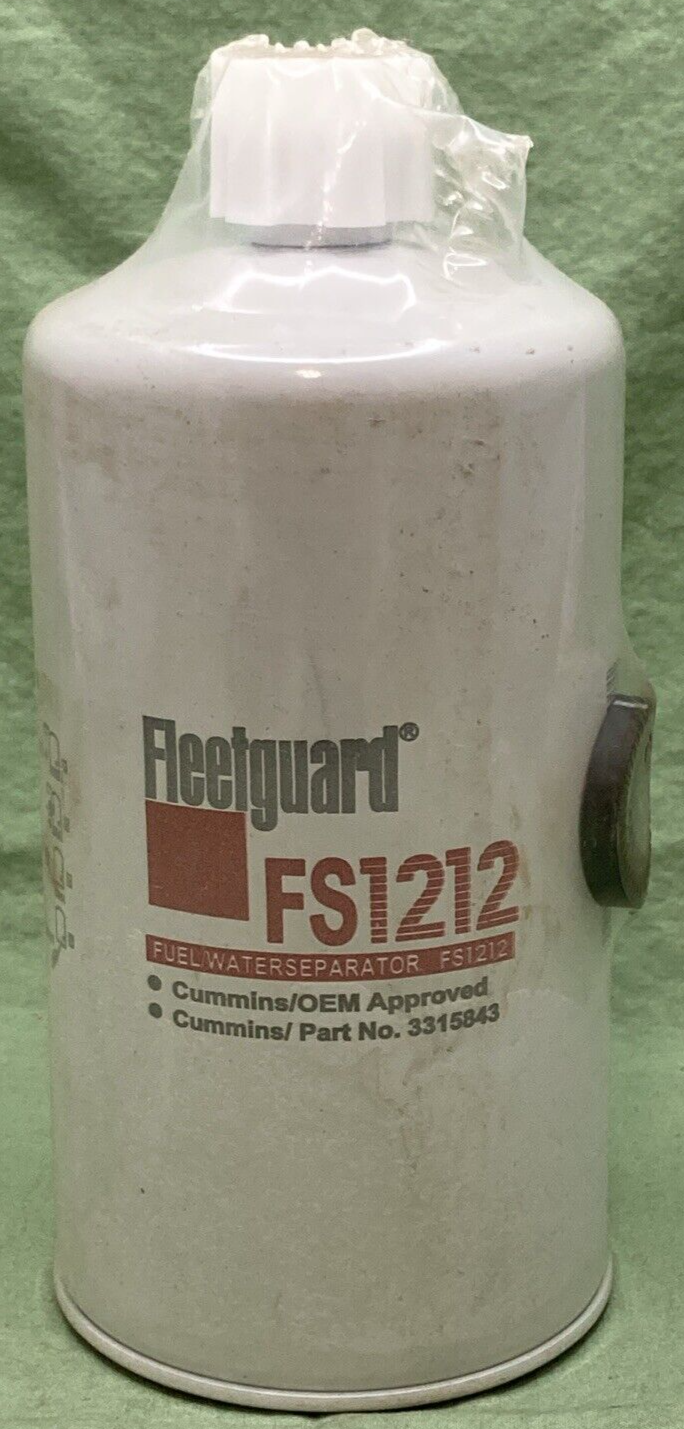 Fleetguard®
FS1212
FUEL/WATERSEPARATOR FS1212
● Cummins/OEM Approved
● Cummins/ Part No. 3315843